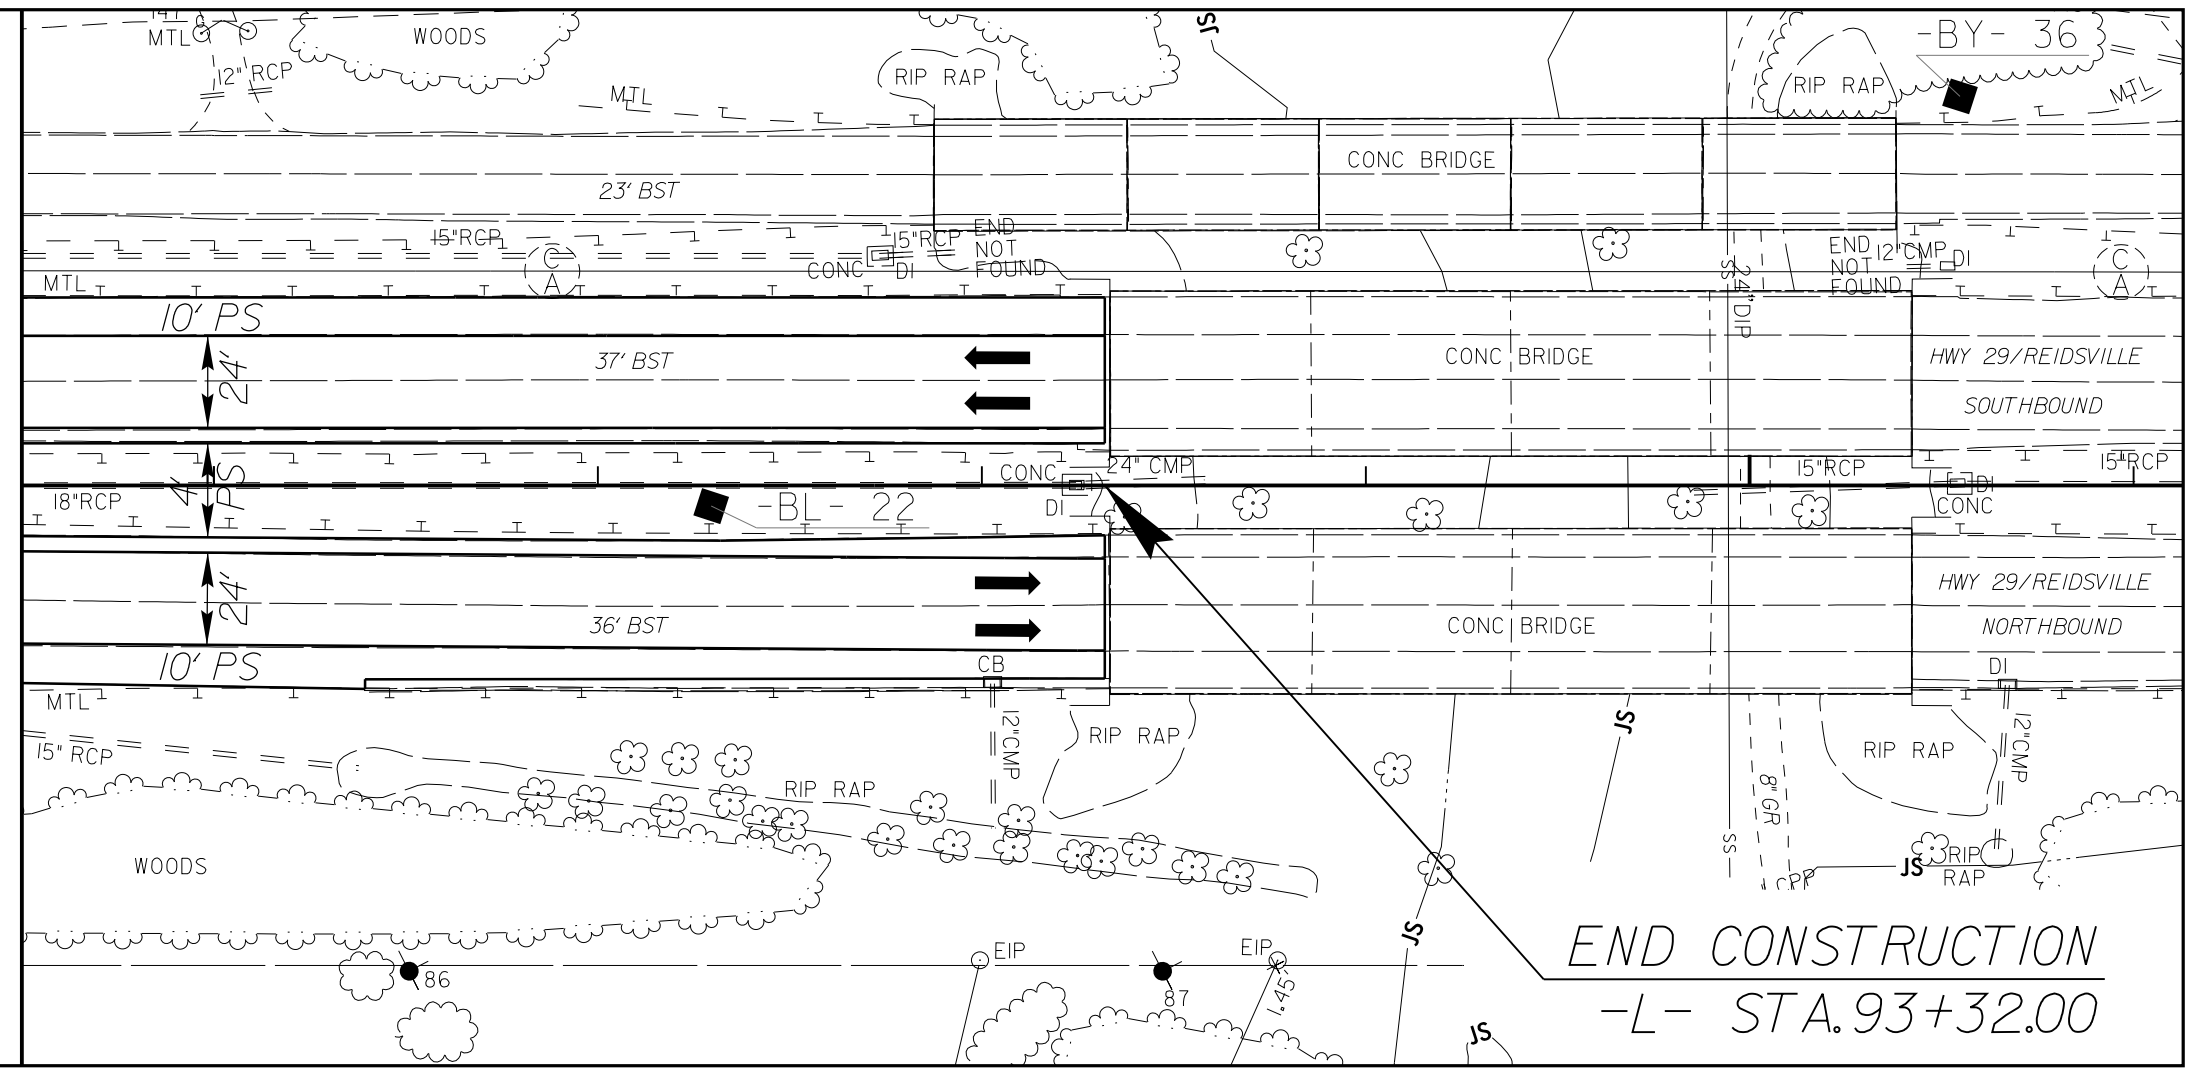 MTL
G
WOODS
12" RCP
RIP RAP
JS
-BY- 36
RIP RAP
MTL
MTL
CONC BRIDGE
23' BST
15"RCP
C
A
CONC
DI
15"RCP
END
NOT
FOUND
SS
24"DIP
END
NOT
FOUND
12"CMP
DI
C
A
MTL
10' PS
24'
37' BST
CONC BRIDGE
HWY 29/REIDSVILLE
SOUTHBOUND
4'
PS
18"RCP
-BL- 22
CONC
DI
24" CMP
15"RCP
DI
CONC
15"RCP
24'
36' BST
CONC BRIDGE
HWY 29/REIDSVILLE
NORTHBOUND
10' PS
CB
DI
MTL
15" RCP
12"CMP
RIP RAP
JS
RIP RAP
12"CMP
RIP RAP
8" GR
SS
WOODS
CPP
JS
RIP
RAP
JS
END CONSTRUCTION
-L- STA.93+32.00
86
EIP
87
EIP
1.45'
JS